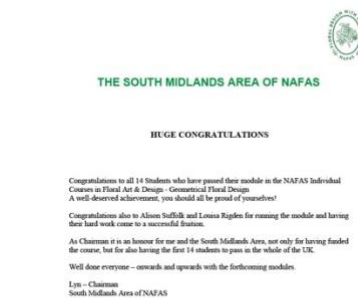 THE SOUTH MIDLANDS AREA OF NAFAS
HUGE CONGRATULATIONS
Congratulations to all 14 Students who have passed their module in the NAFAS Individual
Courses in Floral Art & Design - Geometrical Floral Design
A well-deserved achievement, you should all be proud of yourselves!
Congratulations also to Alison Suffolk and Louisa Rigden for running the module and having
their hard work come to a successful fruition.
As Chairman it is an honour for me and the South Midlands Area, not only for having funded
the course, but for also having the first 14 students to pass in the whole of the UK.
Well done everyone – onwards and upwards with the forthcoming modules.
Lyn – Chairman
South Midlands Area of NAFAS